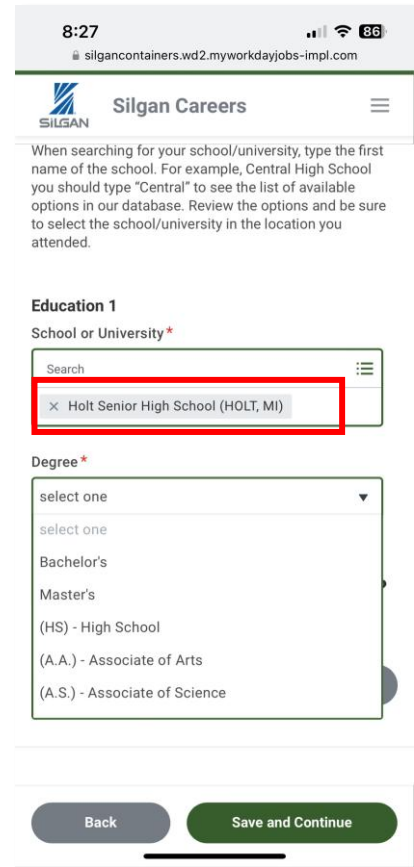 8:27
86
silgancontainers.wd2.myworkdayjobs-impl.com
SILGAN
Silgan Careers
When searching for your school/university, type the first
name of the school. For example, Central High School
you should type “Central” to see the list of available
options in our database. Review the options and be sure
to select the school/university in the location you
attended.
Education 1
School or University*
Search
× Holt Senior High School (HOLT, MI)
Degree*
select one
select one
Bachelor's
Master's
(HS) - High School
(A.A.) - Associate of Arts
(A.S.) - Associate of Science
Back
Save and Continue